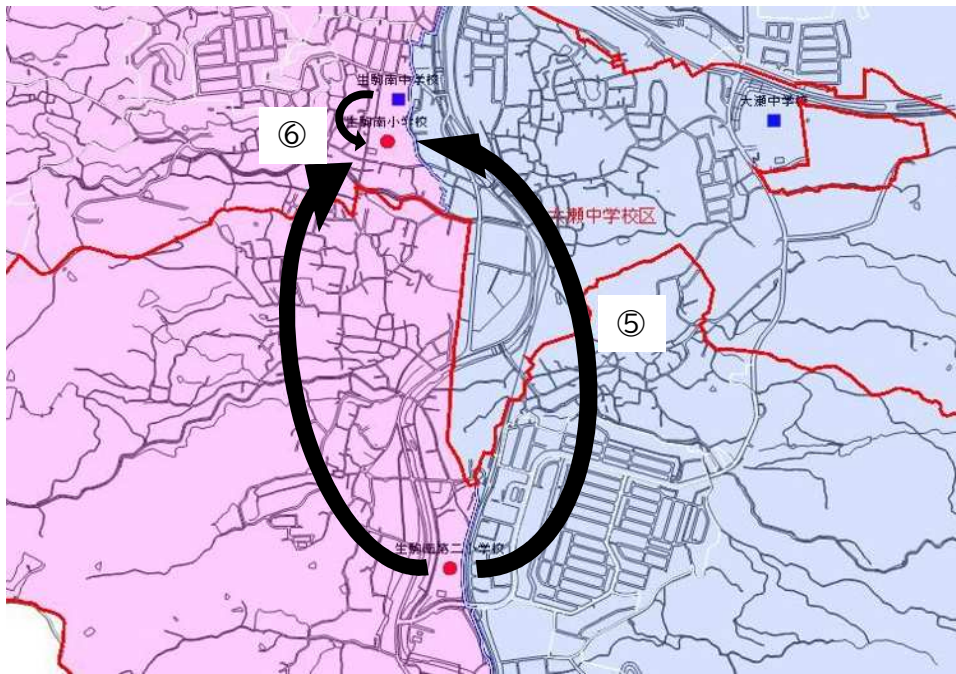 生駒南中学校
大瀬中学校
⑥
生駒南小学校
大瀬中学校区
⑤
生駒南第二小学校